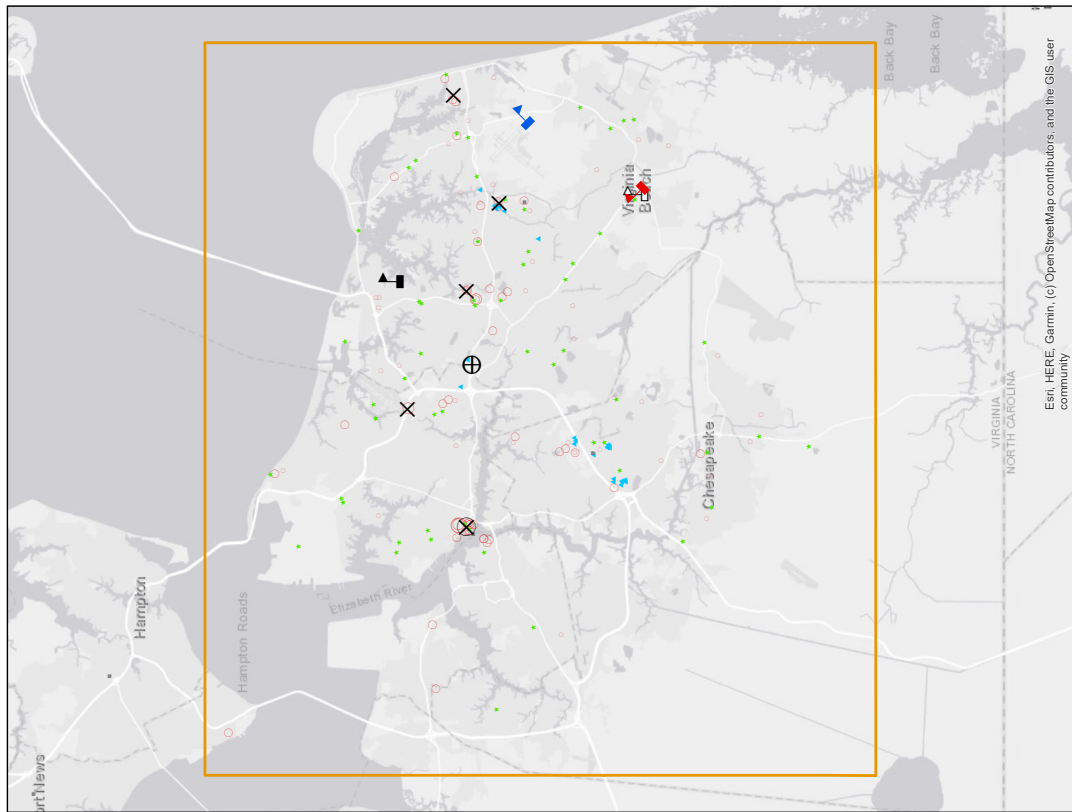 Back Bay
Back Bay
Virginia
Beach
Chesapeake
VIRGINIA
NORTH CAROLINA
Elizabeth River
Hampton
Hampton Roads
ort News
Esri, HERE, Garmin, (c) OpenStreetMap contributors, and the GIS user
community